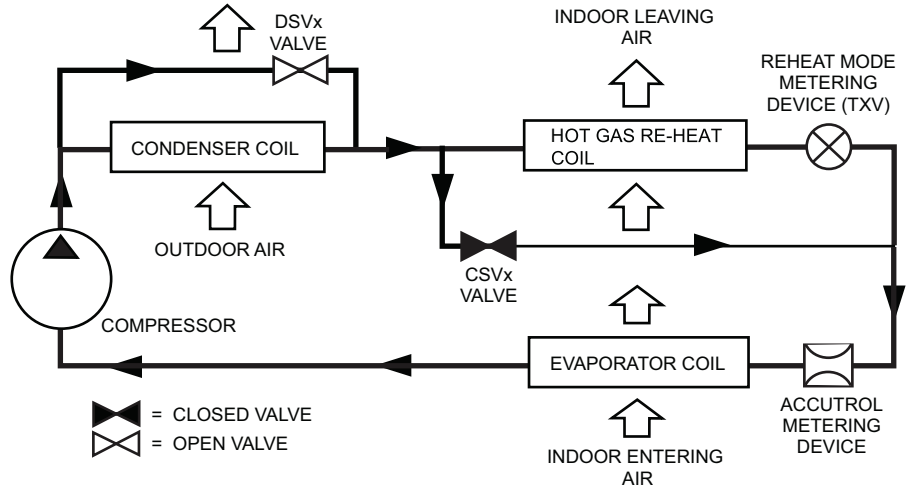 DSVx
VALVE
INDOOR LEAVING
AIR
REHEAT MODE
METERING
DEVICE (TXV)
CONDENSER COIL
HOT GAS RE-HEAT
COIL
OUTDOOR AIR
CSVx
VALVE
COMPRESSOR
EVAPORATOR COIL
ACCUTROL
METERING
DEVICE
= CLOSED VALVE
= OPEN VALVE
INDOOR ENTERING
AIR